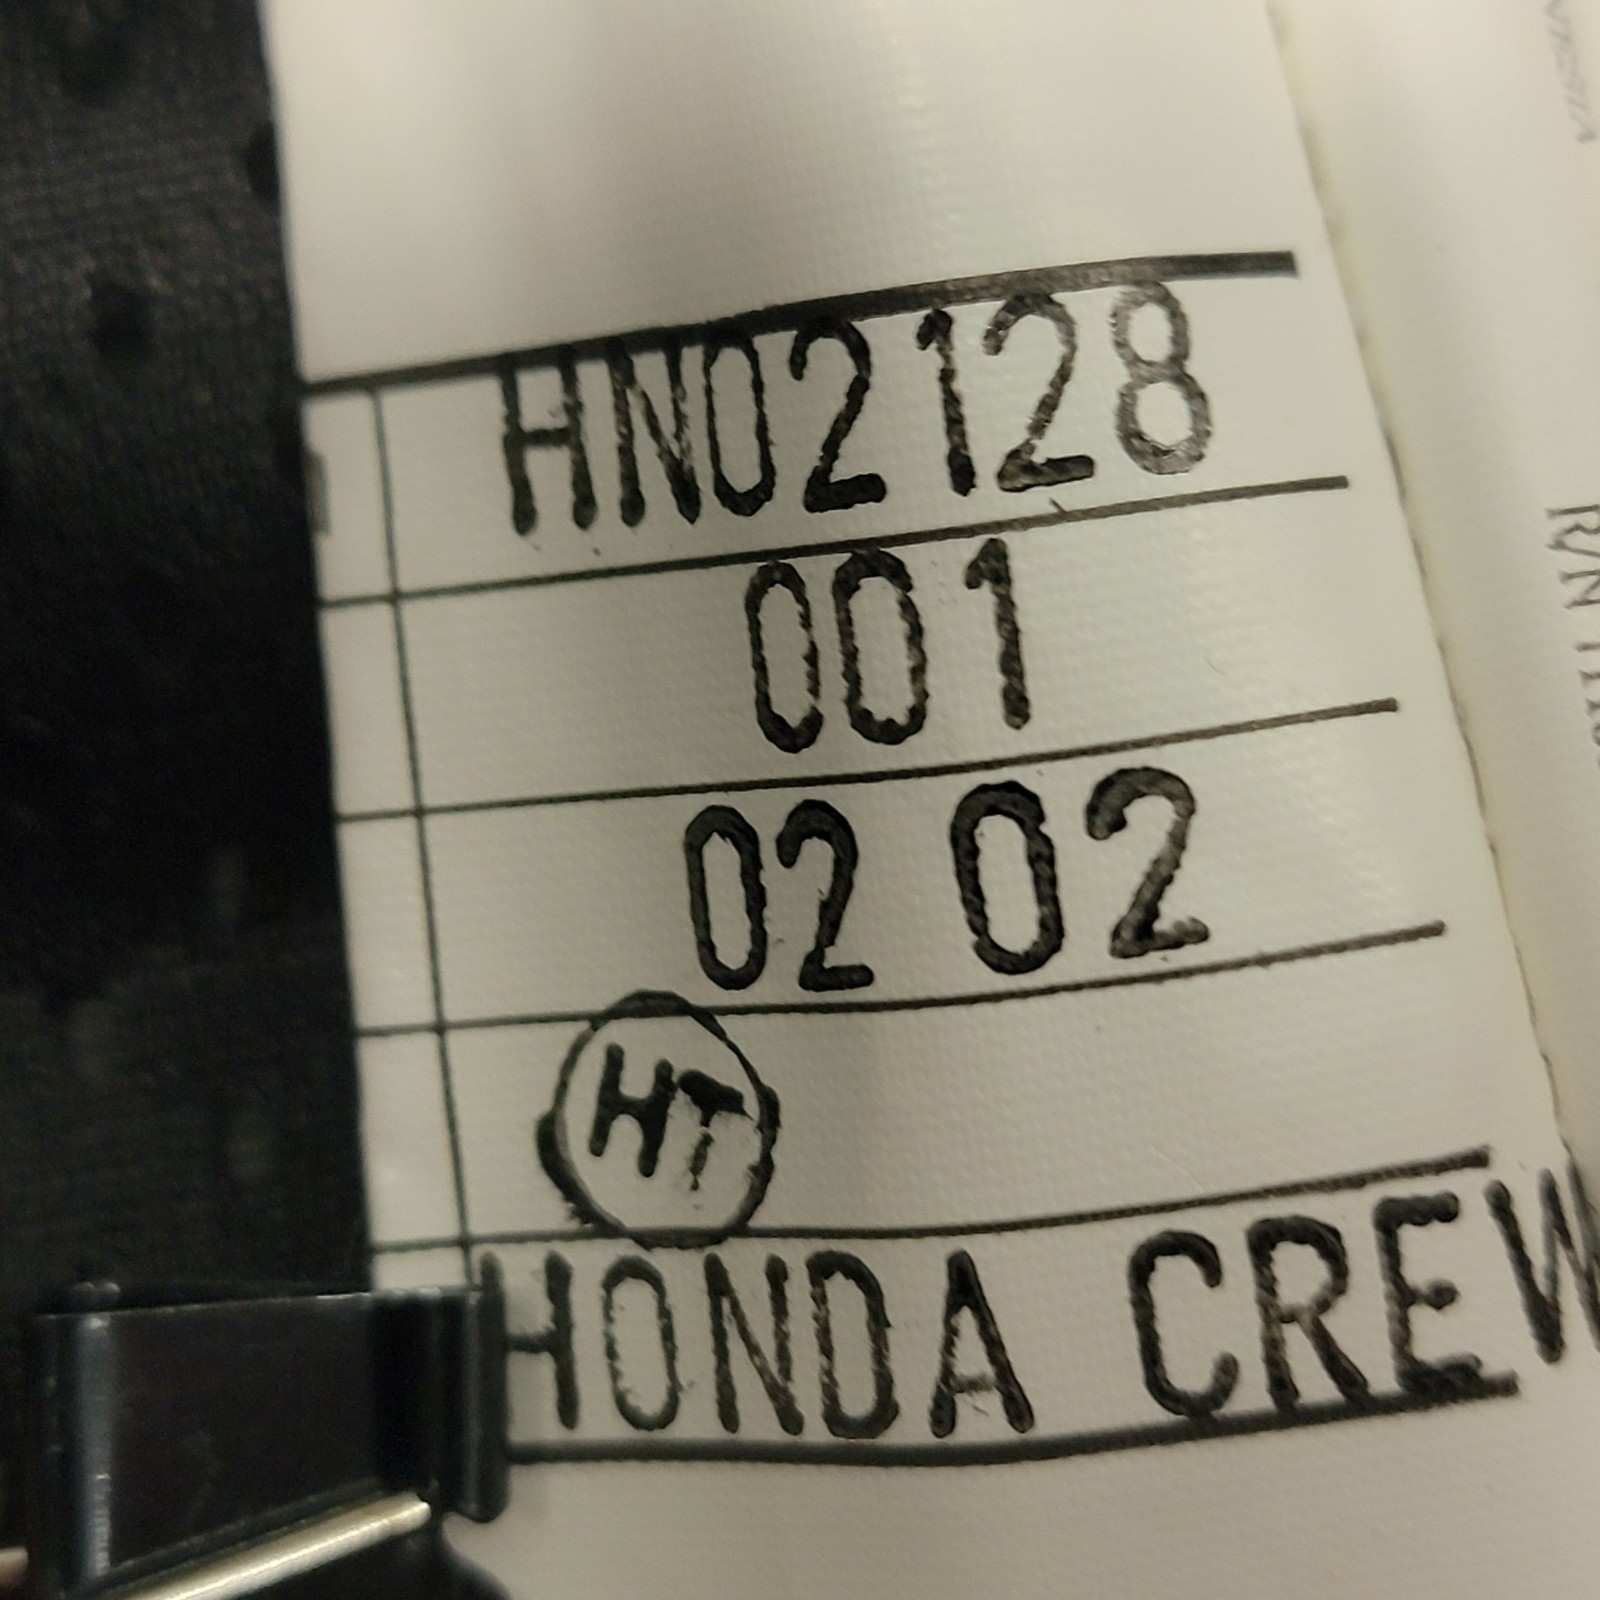 HN02128
001
02 02
HT
HONDA CREW
R/N